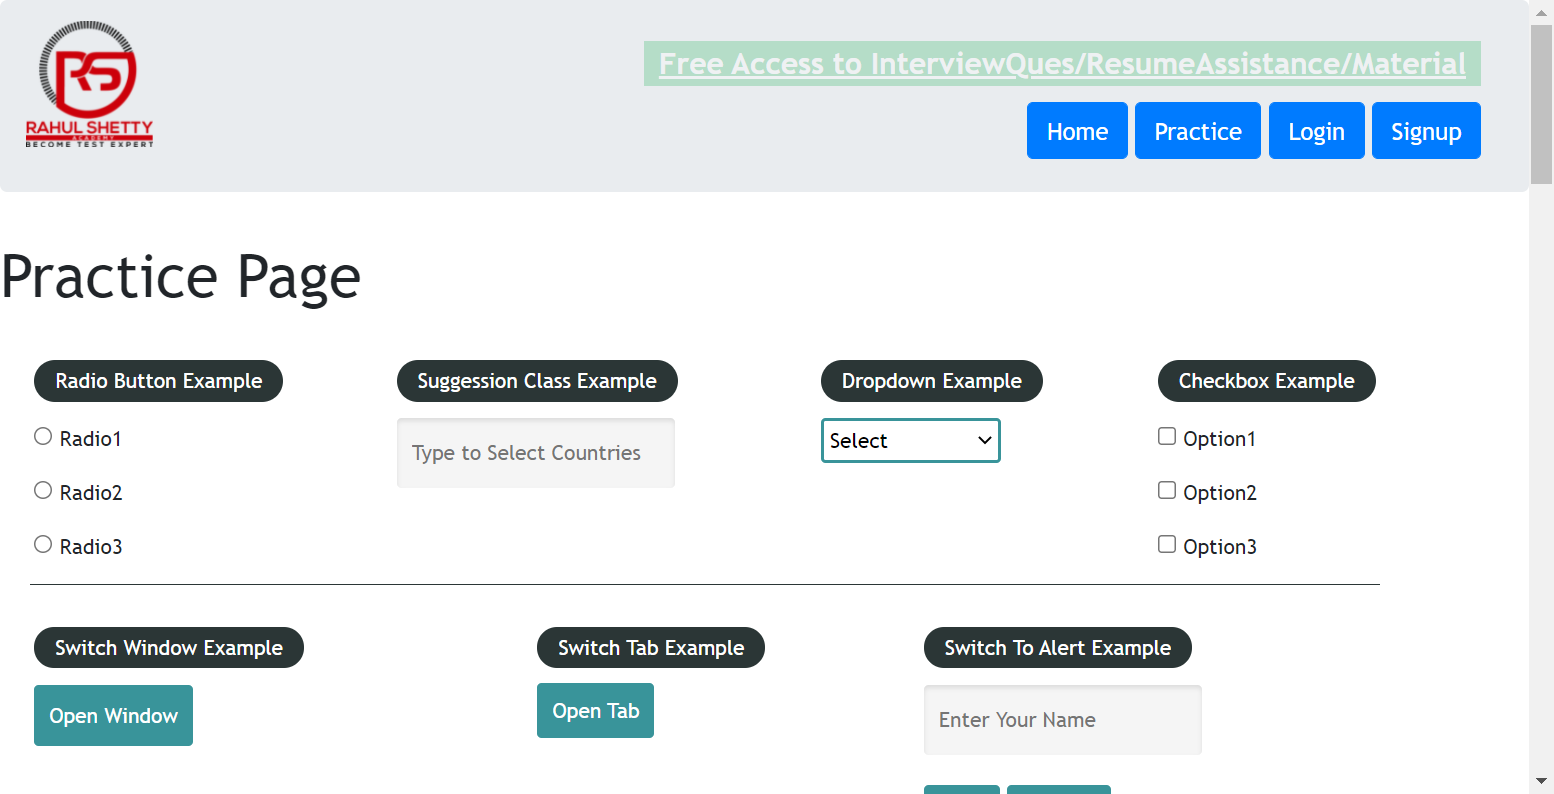 RS
RAHUL SHETTY
ACADEMY
BECOME TEST EXPERT
Free Access to InterviewQues/ResumeAssistance/Material
Home Practice Login Signup
Practice Page
Radio Button Example
Radio1
Radio2
Radio3
Suggession Class Example
Type to Select Countries
Dropdown Example
Select
Checkbox Example
Option1
Option2
Option3
Switch Window Example
Open Window
Switch Tab Example
Open Tab
Switch To Alert Example
Enter Your Name